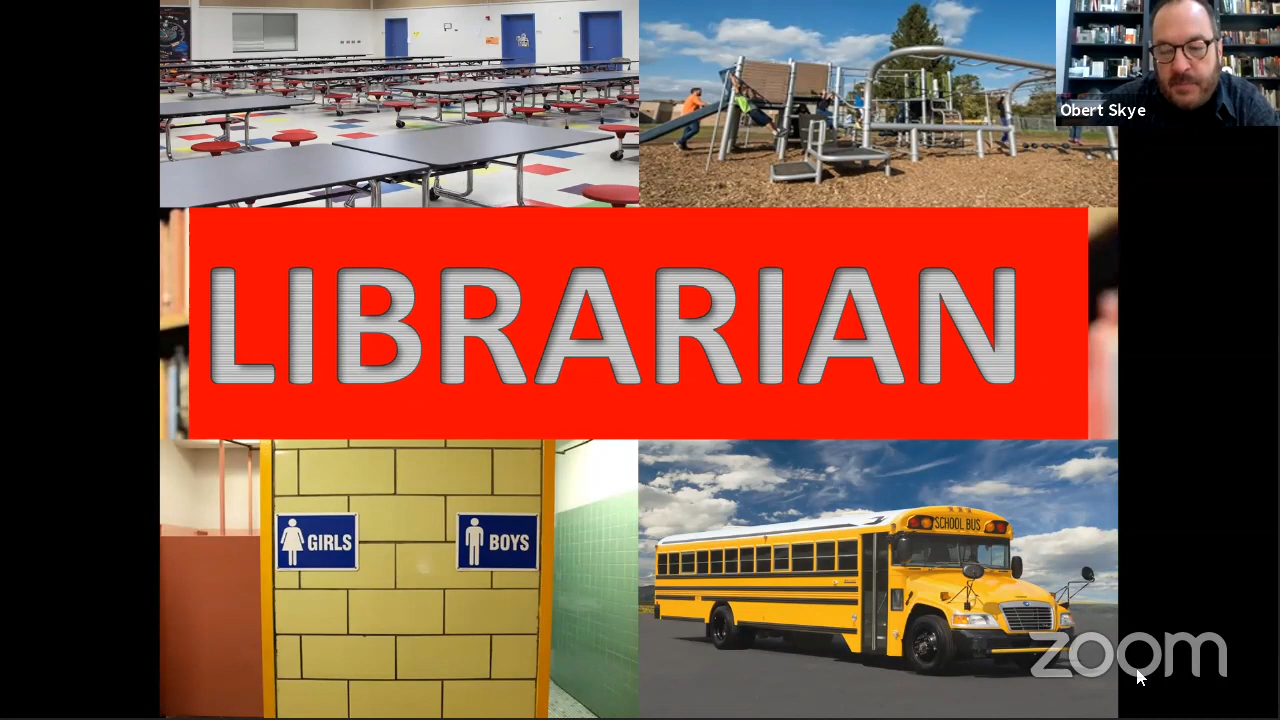 Obert Skye
LIBRARIAN
GIRLS
BOYS
SCHOOL BUS
zoom